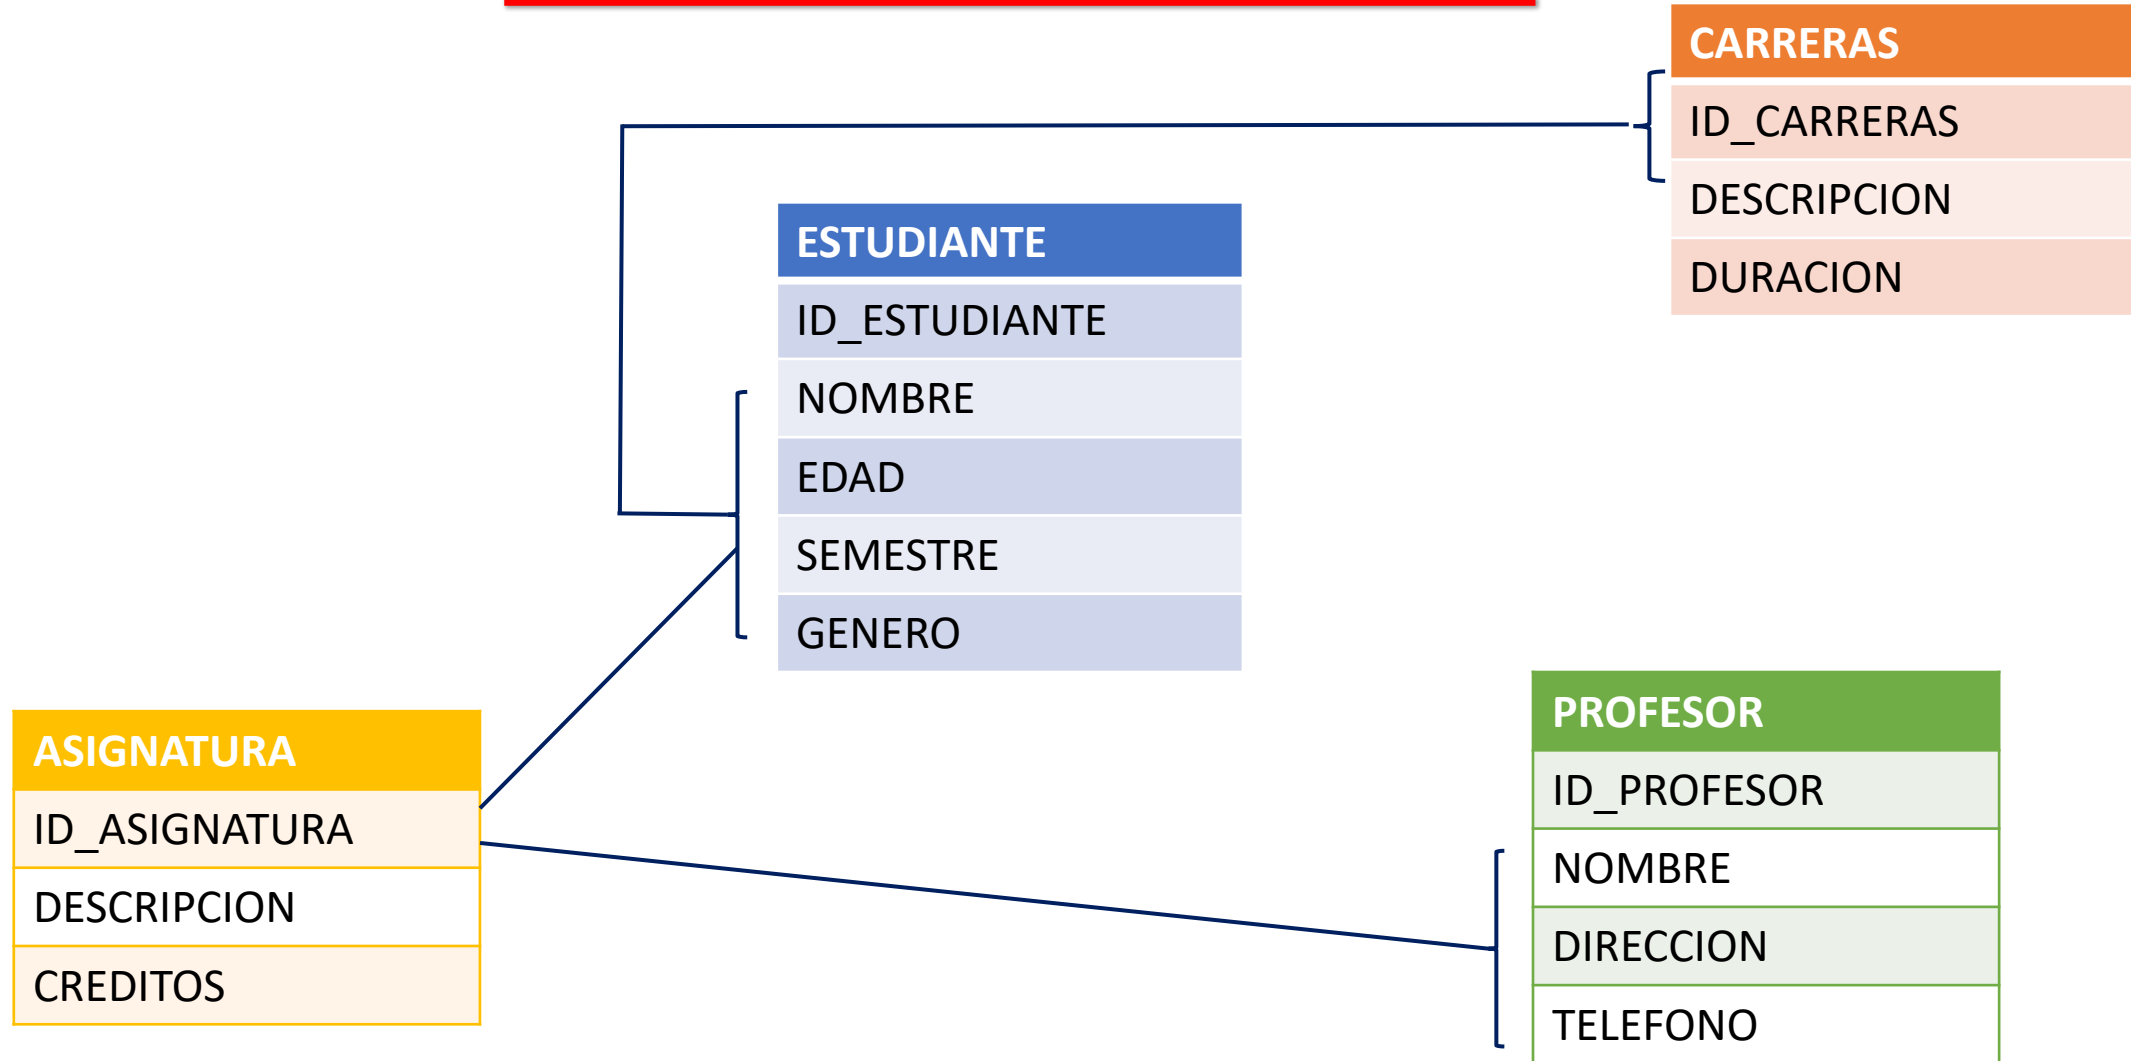 CARRERAS
ID_CARRERAS
DESCRIPCION
DURACION
ESTUDIANTE
ID_ESTUDIANTE
NOMBRE
EDAD
SEMESTRE
GENERO
ASIGNATURA
ID_ASIGNATURA
DESCRIPCION
CREDITOS
PROFESOR
ID_PROFESOR
NOMBRE
DIRECCION
TELEFONO